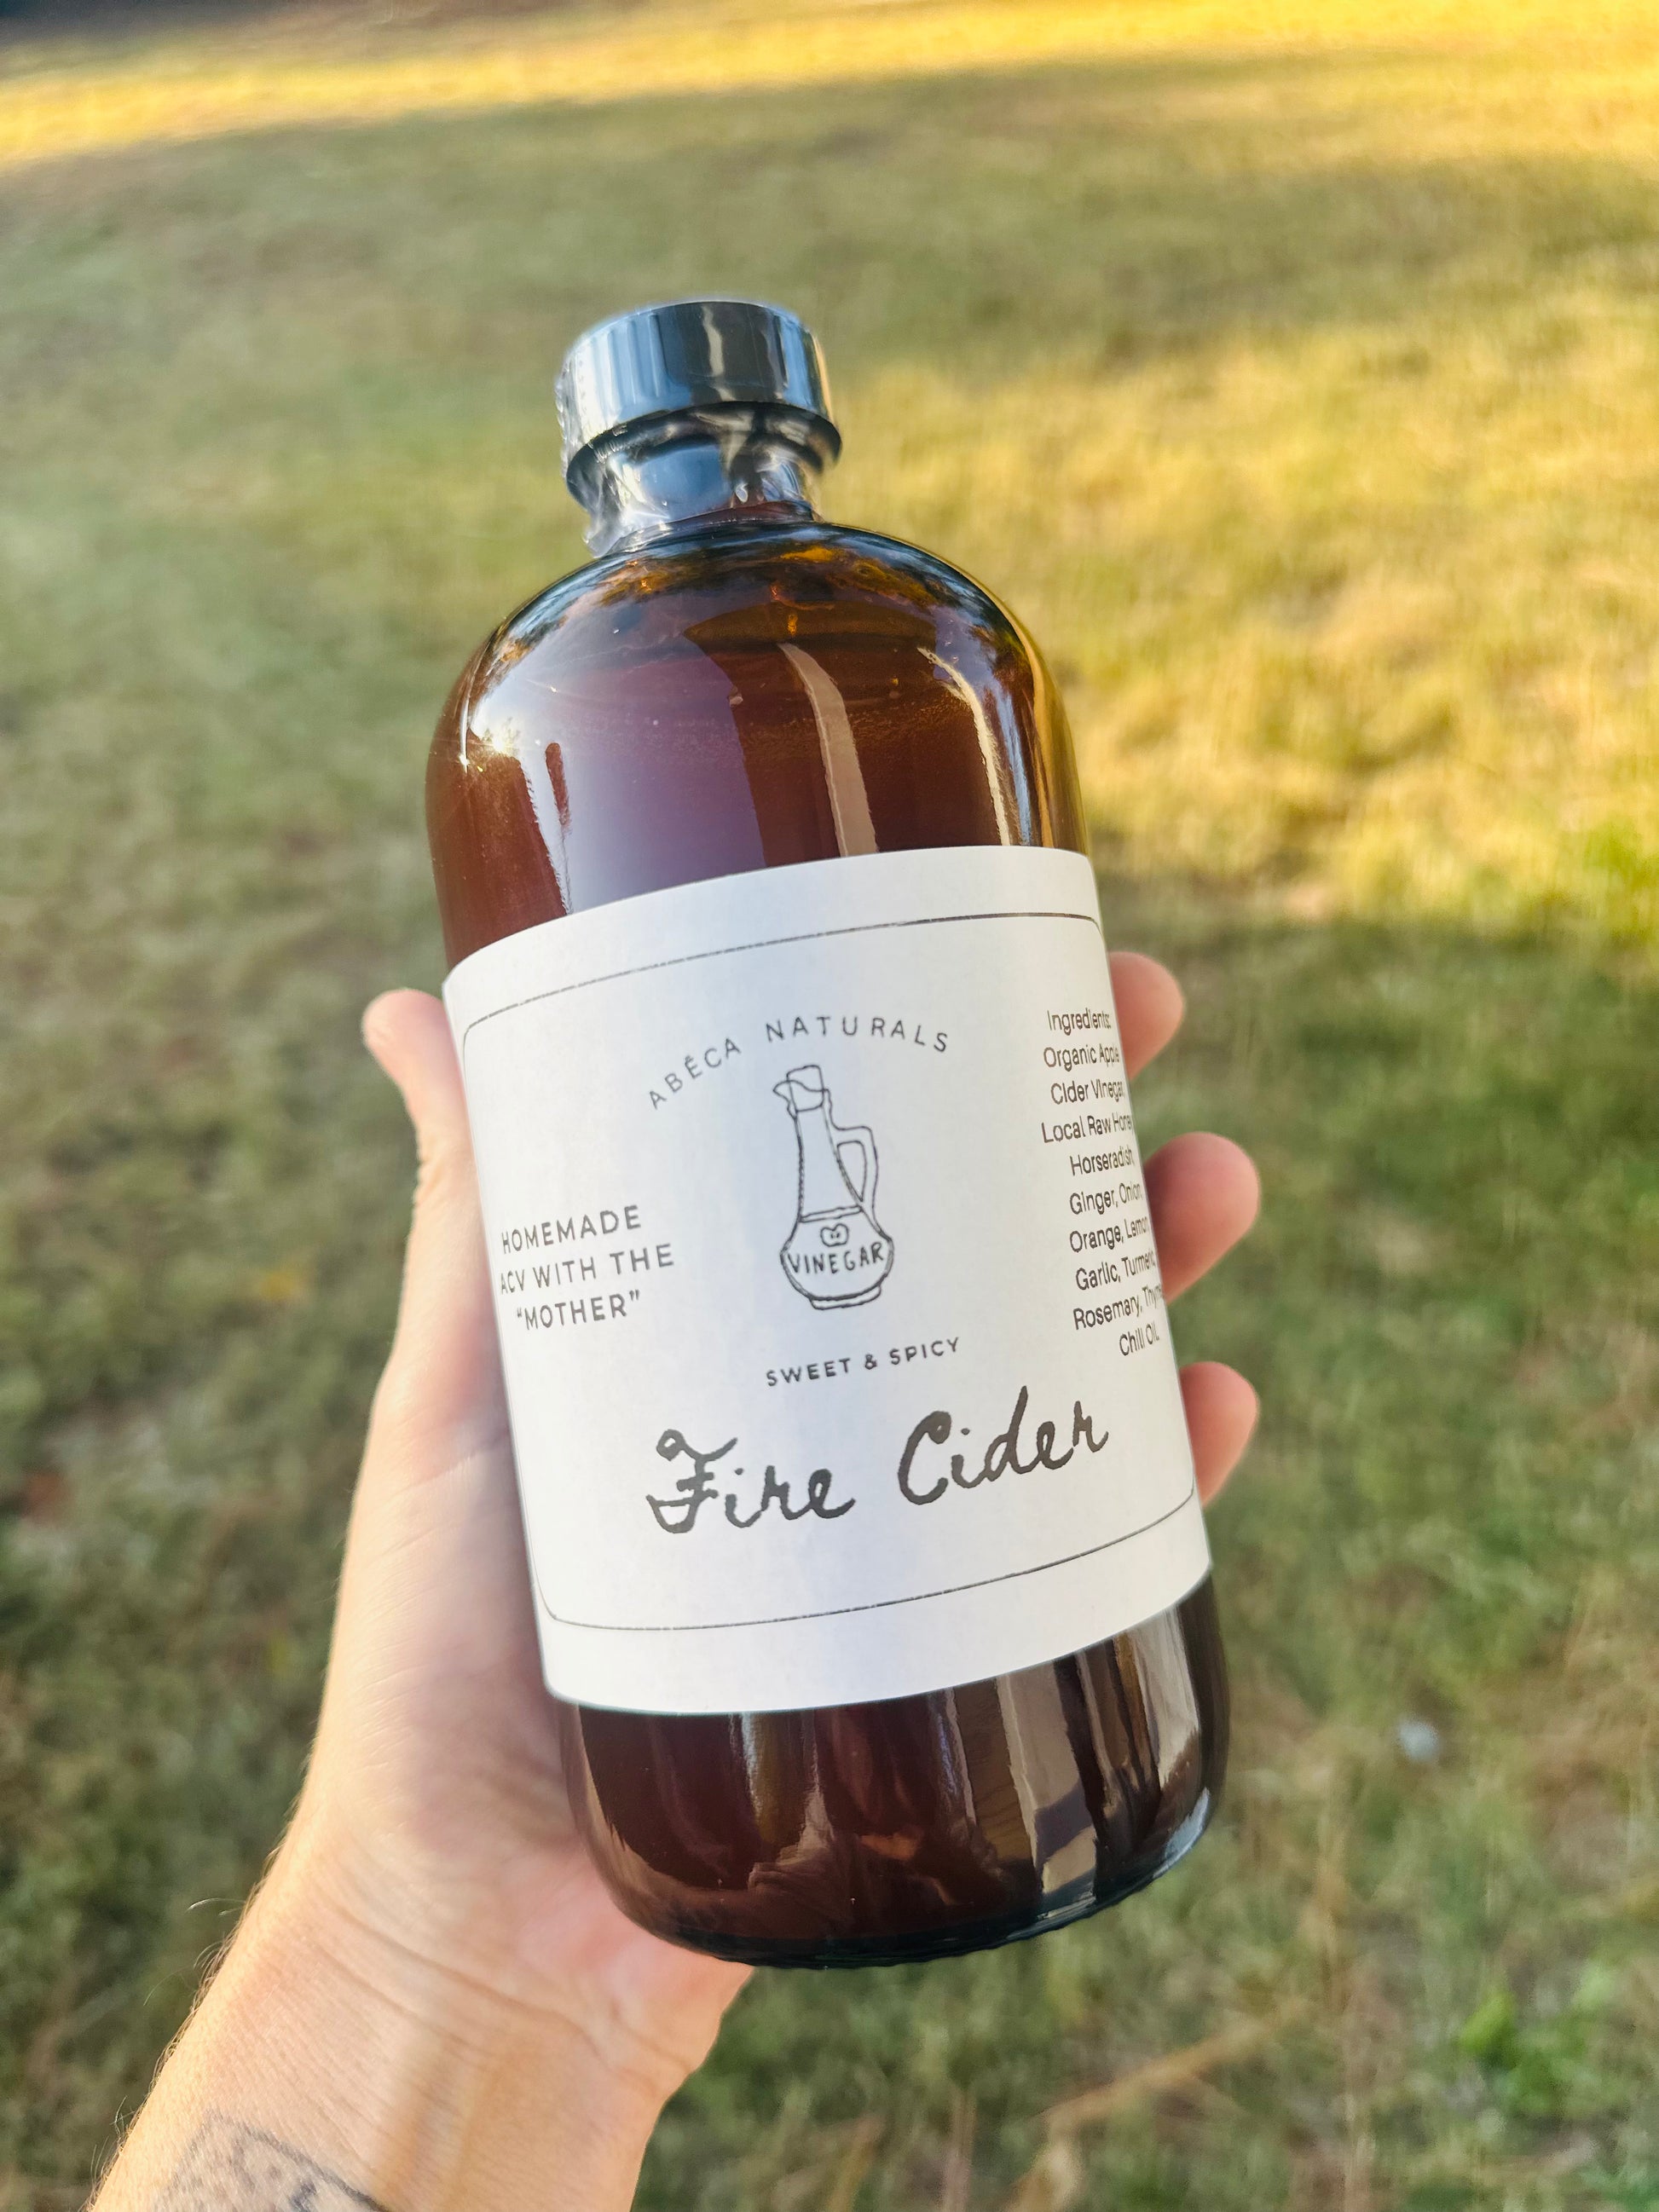 ABĒCA NATURALS
VINEGAR
HOMEMADE
ACV WITH THE
"MOTHER"
SWEET & SPICY
Fire Cider
Ingredients:
Organic Apple
Cider Vinegar,
Local Raw Honey
Horseradish,
Ginger, Onion,
Orange, Lemon
Garlic, Turmeric
Rosemary, Thyme
Chili Oil.